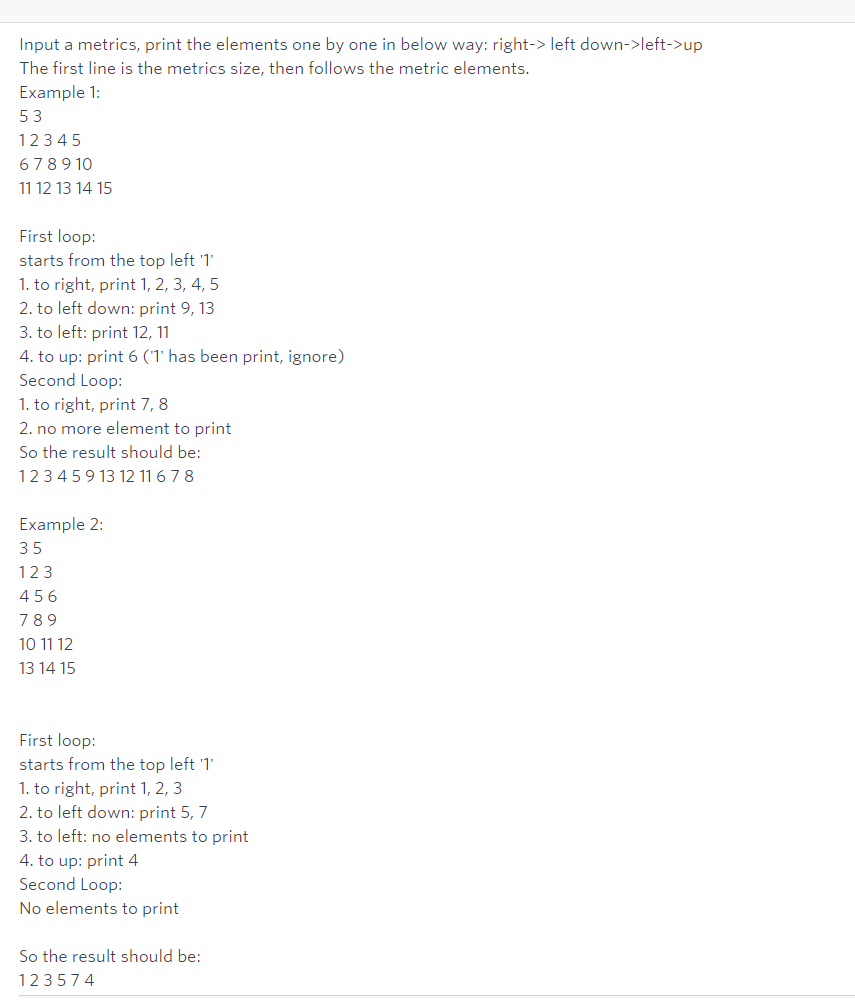 Input a metrics, print the elements one by one in below way: right-> left down->left->up
The first line is the metrics size, then follows the metric elements.
Example 1:
5 3
1 2 3 4 5
6 7 8 9 10
11 12 13 14 15
First loop:
starts from the top left '1'
1. to right, print 1, 2, 3, 4, 5
2. to left down: print 9, 13
3. to left: print 12, 11
4. to up: print 6 ('1' has been print, ignore)
Second Loop:
1. to right, print 7, 8
2. no more element to print
So the result should be:
1 2 3 4 5 9 13 12 11 6 7 8
Example 2:
3 5
1 2 3
4 5 6
7 8 9
10 11 12
13 14 15
First loop:
starts from the top left '1'
1. to right, print 1, 2, 3
2. to left down: print 5, 7
3. to left: no elements to print
4. to up: print 4
Second Loop:
No elements to print
So the result should be:
1 2 3 5 7 4